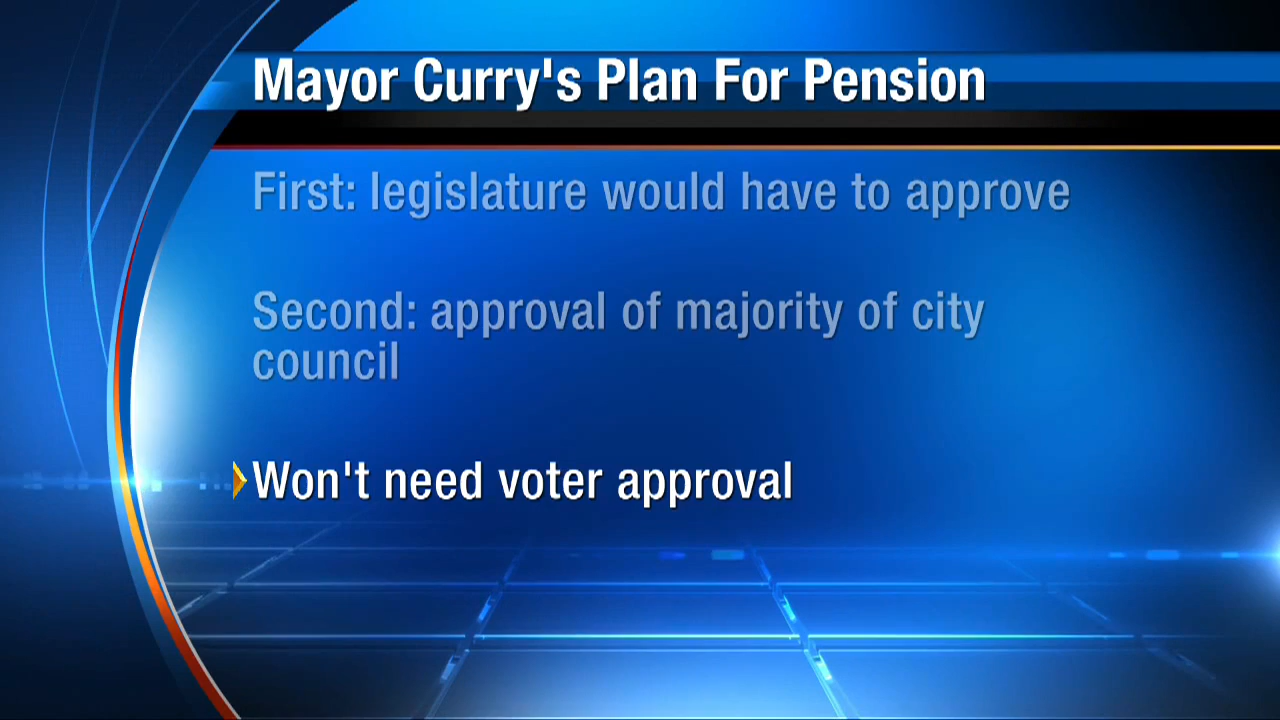 Mayor Curry's Plan For Pension
First: legislature would have to approve
Second: approval of majority of city
council
Won't need voter approval